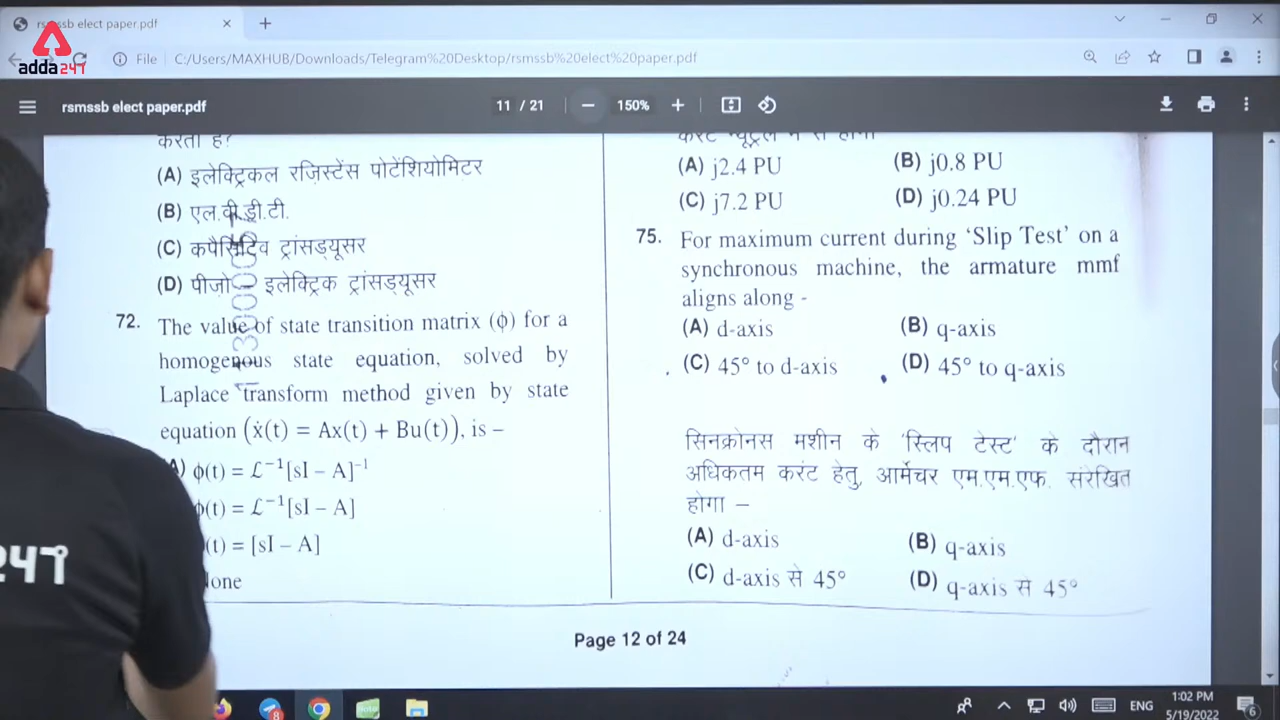 rsmssb elect paper.pdf
adda247
File C:/Users/MAXHUB/Downloads/Telegram%20Desktop/rsmssb%20elect%20paper.pdf
rsmssb elect paper.pdf
11 / 21
150%
करता है?
(A) इलेक्ट्रिकल रज़िस्टेंस पोटेंशियोमिटर
(B) एल.वी.डी.टी.
(C) कपैसिटिव ट्रांसड्यूसर
(D) पीज़ो इलेक्ट्रिक ट्रांसड्यूसर
72. The value of state transition matrix (ϕ) for a
homogenous state equation, solved by
Laplace transform method given by state
equation (ẋ(t) = Ax(t) + Bu(t)), is –
A) ϕ(t) = ℒ⁻¹[sI – A]⁻¹
ϕ(t) = ℒ⁻¹[sI – A]
(t) = [sI – A]
None
(A) j2.4 PU
(B) j0.8 PU
(C) j7.2 PU
(D) j0.24 PU
75. For maximum current during ‘Slip Test’ on a
synchronous machine, the armature mmf
aligns along -
(A) d-axis
(B) q-axis
(C) 45° to d-axis
(D) 45° to q-axis
सिनक्रोनस मशीन के ‘स्लिप टेस्ट’ के दौरान
अधिकतम करंट हेतु, आर्मेचर एम.एम.एफ. संरेखित
होगा –
(A) d-axis
(B) q-axis
(C) d-axis से 45°
(D) q-axis से 45°
Page 12 of 24
247
8
ENG
1:02 PM
5/19/2022
6